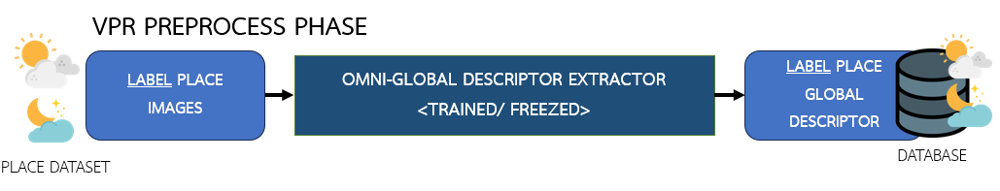 VPR PREPROCESS PHASE
LABEL PLACE
IMAGES
OMNI-GLOBAL DESCRIPTOR EXTRACTOR
<TRAINED/ FREEZED>
LABEL PLACE
GLOBAL
DESCRIPTOR
PLACE DATASET
DATABASE